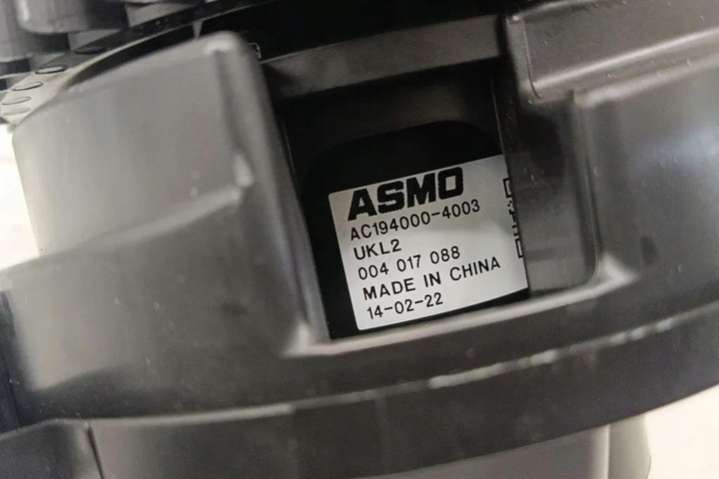 ASMO
AC194000-4003
UKL2
004 017 088
MADE IN CHINA
14-02-22